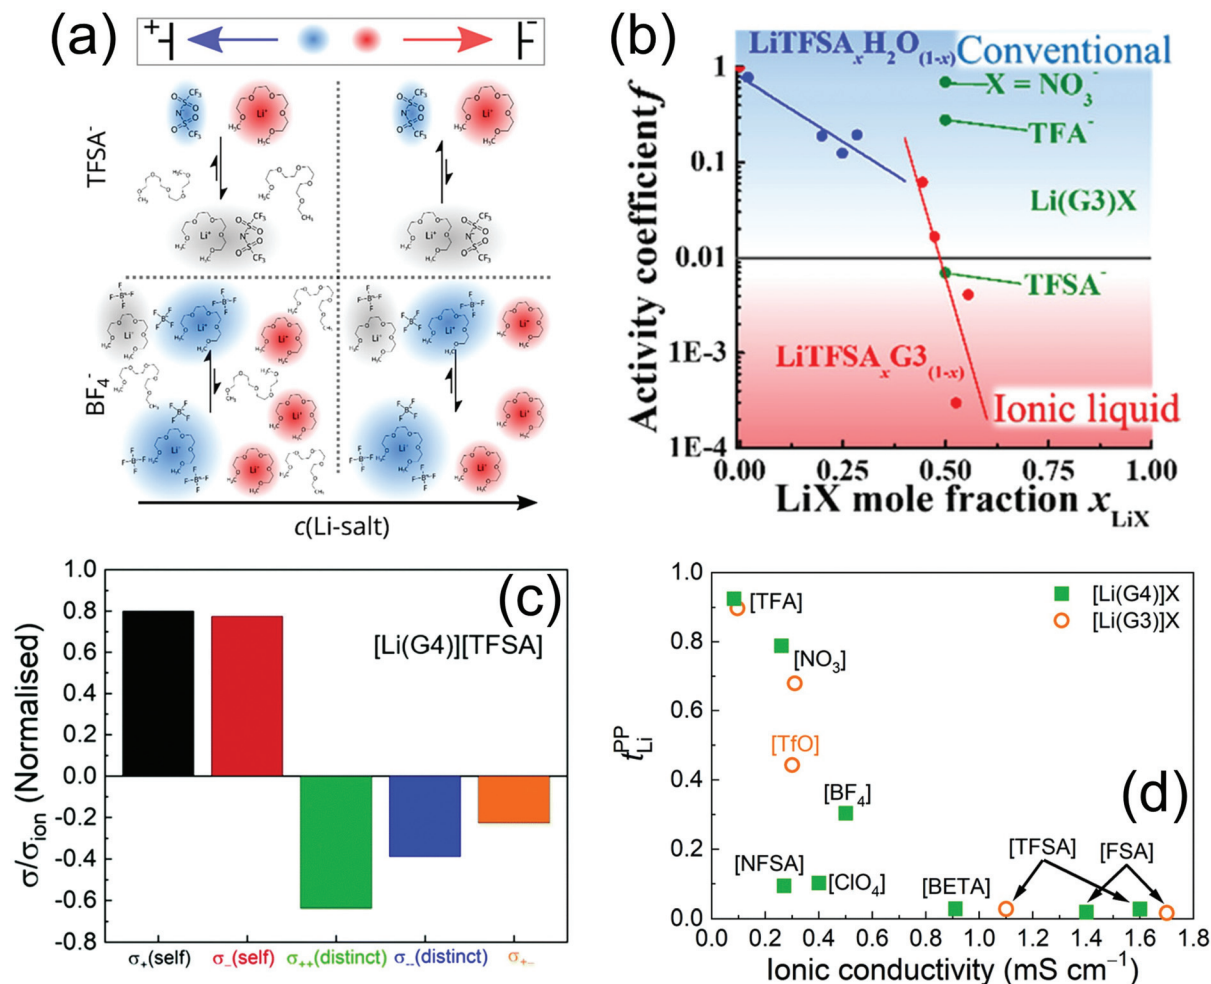 (a)
+
-
TFSA⁻
BF₄⁻
c(Li-salt)
(b)
LiTFSAₓH₂O₍₁₋ₓ₎ Conventional
X = NO₃⁻
TFA⁻
Li(G3)X
TFSA⁻
LiTFSAₓG3₍₁₋ₓ₎
Ionic liquid
Activity coefficient f
1
0.1
0.01
1E-3
1E-4
0.00 0.25 0.50 0.75 1.00
LiX mole fraction x_LiX
(c)
[Li(G4)][TFSA]
σ/σ_ion (Normalised)
1.0
0.8
0.6
0.4
0.2
0.0
-0.2
-0.4
-0.6
-0.8
σ₊(self) σ₋(self) σ₊₊(distinct) σ₋₋(distinct) σ₊₋
(d)
[Li(G4)]X
[Li(G3)]X
[TFA]
[NO₃]
[TfO]
[BF₄]
[TFSA] [FSA]
[NFSA] [ClO₄] [BETA]
t_Li^PP
1.0
0.8
0.6
0.4
0.2
0.0
0.0 0.2 0.4 0.6 0.8 1.0 1.2 1.4 1.6 1.8
Ionic conductivity (mS cm⁻¹)